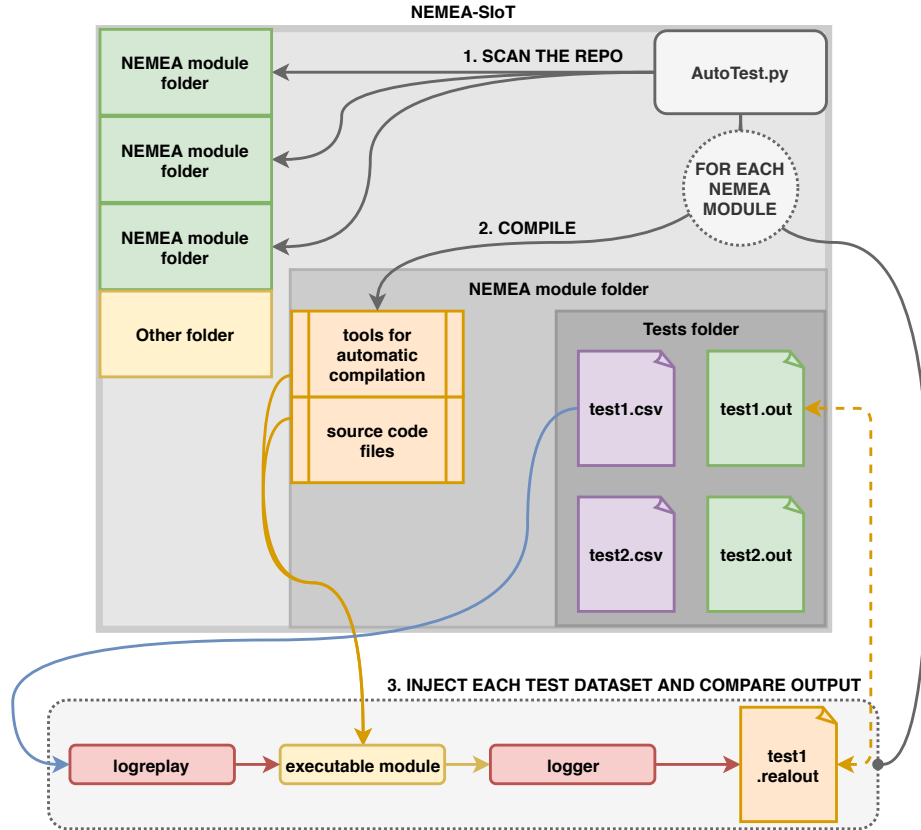 NEMEA-SIoT
NEMEA module
folder
1. SCAN THE REPO
AutoTest.py
NEMEA module
folder
FOR EACH
NEMEA
MODULE
NEMEA module
folder
2. COMPILE
Other folder
NEMEA module folder
tools for
automatic
compilation
source code
files
Tests folder
test1.csv
test1.out
test2.csv
test2.out
3. INJECT EACH TEST DATASET AND COMPARE OUTPUT
logreplay
executable module
logger
test1
.realout